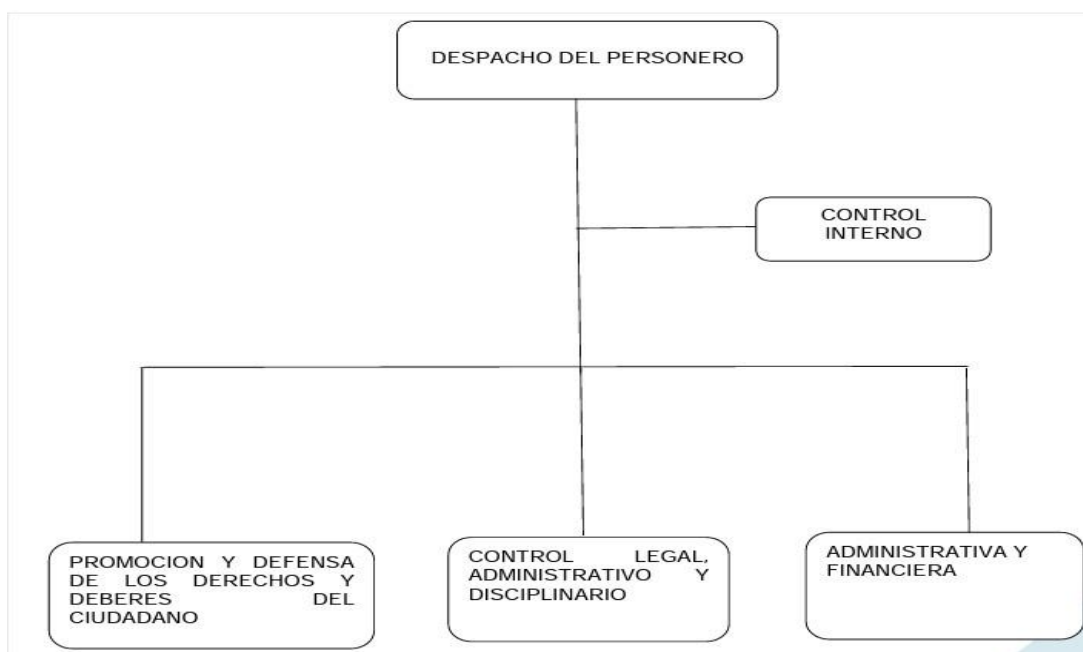 DESPACHO DEL PERSONERO
CONTROL
INTERNO
PROMOCION Y DEFENSA
DE LOS DERECHOS Y
DEBERES DEL
CIUDADANO
CONTROL LEGAL,
ADMINISTRATIVO Y
DISCIPLINARIO
ADMINISTRATIVA Y
FINANCIERA